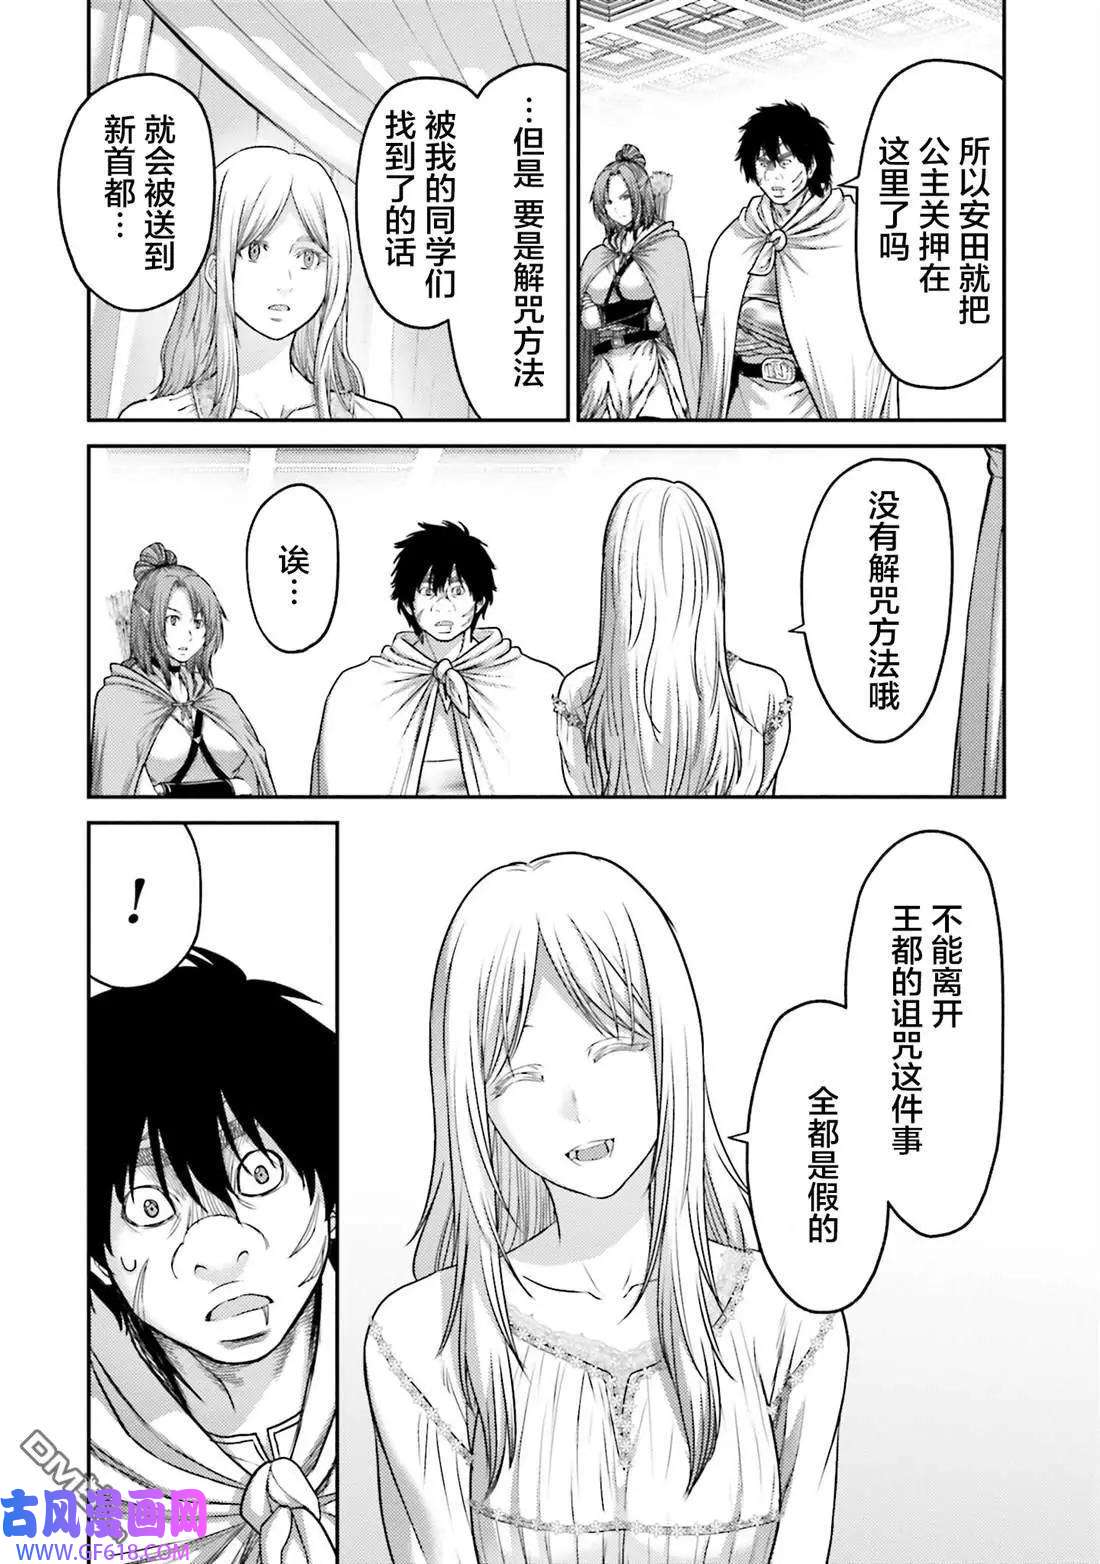 所以安田就把
公主关押在
这里了吗
…但是 要是解咒方法
被我的同学们
找到了的话
就会被送到
新首都…
没有解咒方法哦
诶…
不能离开
王都的诅咒这件事
全都是假的
！
古风漫画网
WWW.GF618.COM